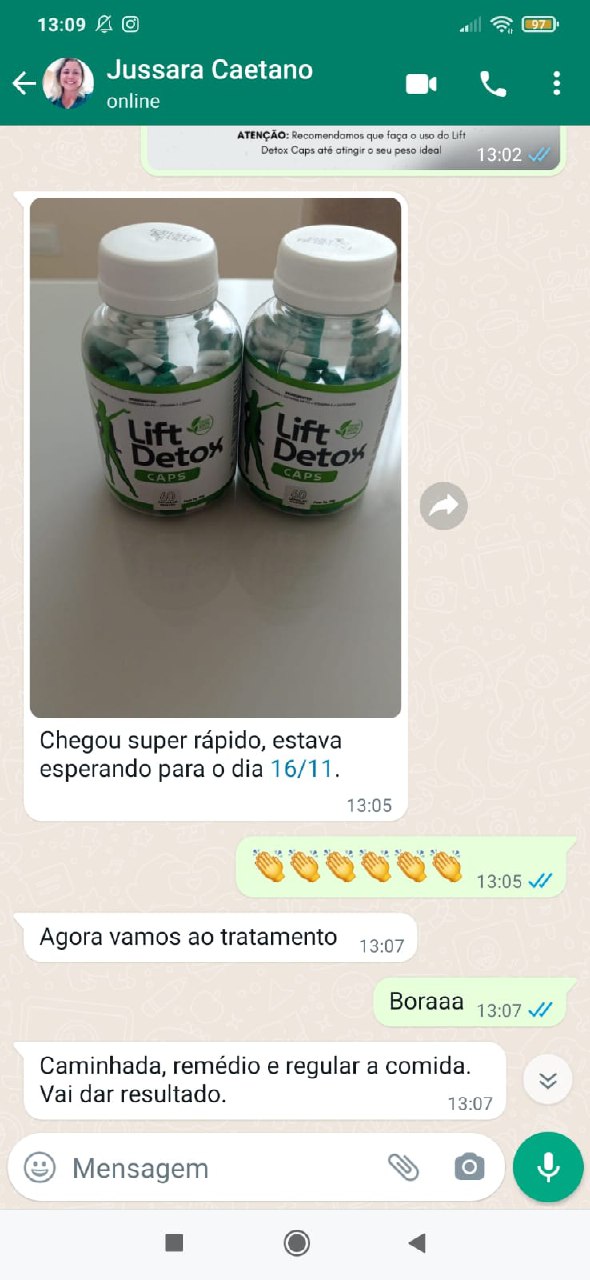 13:09
97
Jussara Caetano
online
ATENÇÃO: Recomendamos que faça o uso do Lift
Detox Caps até atingir o seu peso ideal
13:02
Lift
Detox
CAPS
60
Lift
Detox
CAPS
60
Chegou super rápido, estava
esperando para o dia 16/11.
13:05
👏👏👏👏👏👏 13:05
Agora vamos ao tratamento 13:07
Boraaa 13:07
Caminhada, remédio e regular a comida.
Vai dar resultado.
13:07
Mensagem